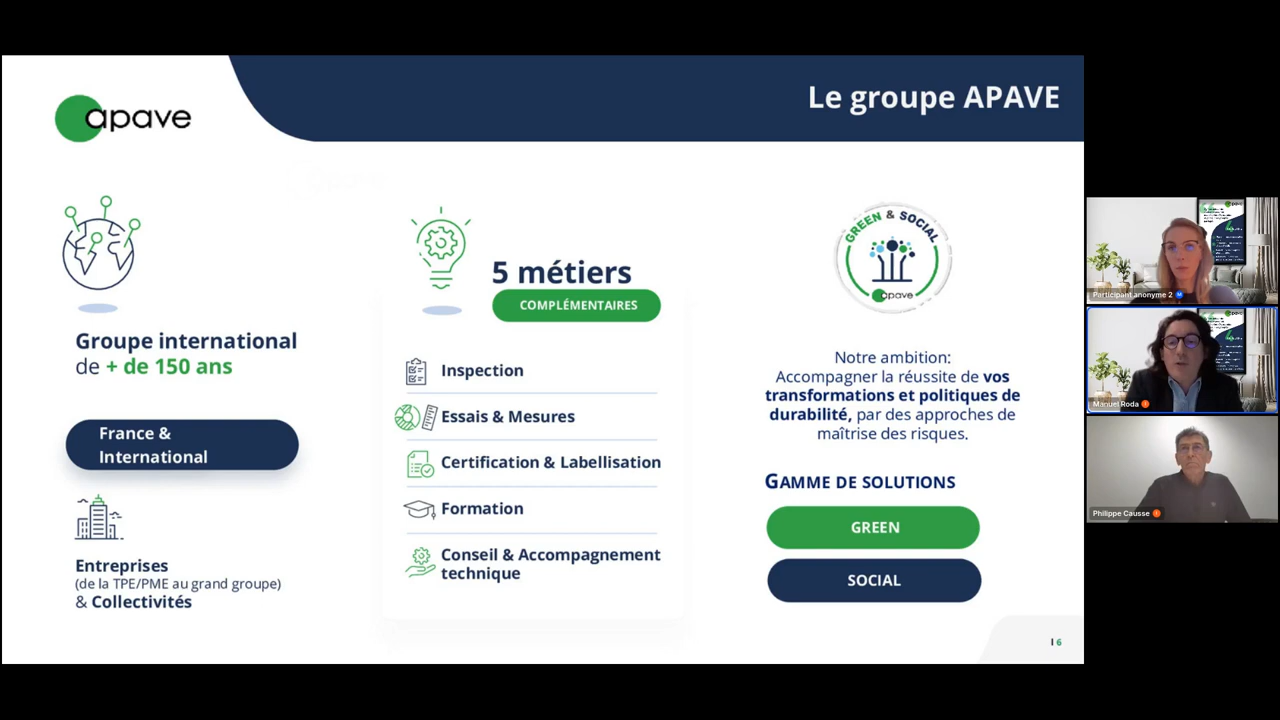 apave
Le groupe APAVE
Groupe international
de + de 150 ans
France &
International
Entreprises
(de la TPE/PME au grand groupe)
& Collectivités
5 métiers
COMPLÉMENTAIRES
Inspection
Essais & Mesures
Certification & Labellisation
Formation
Conseil & Accompagnement
technique
GREEN & SOCIAL
apave
Notre ambition:
Accompagner la réussite de vos
transformations et politiques de
durabilité, par des approches de
maîtrise des risques.
GAMME DE SOLUTIONS
GREEN
SOCIAL
I 6
Participant anonyme 2
Manuel Roda
Philippe Causse